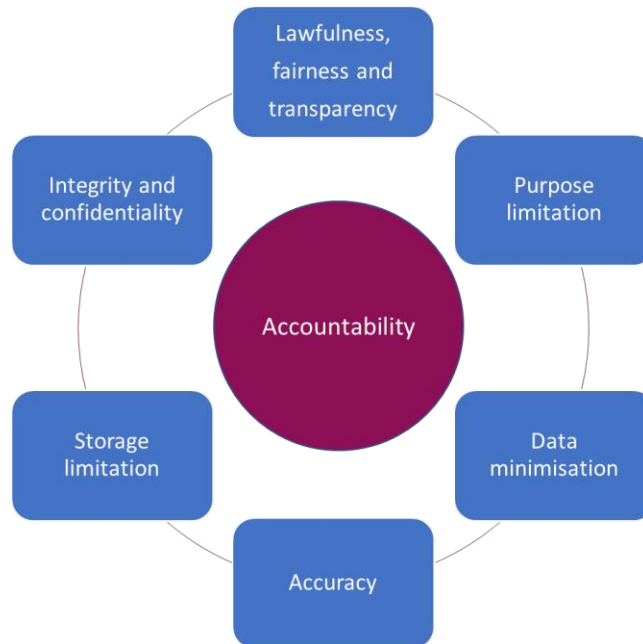 Lawfulness,
fairness and
transparency
Integrity and
confidentiality
Purpose
limitation
Accountability
Storage
limitation
Data
minimisation
Accuracy